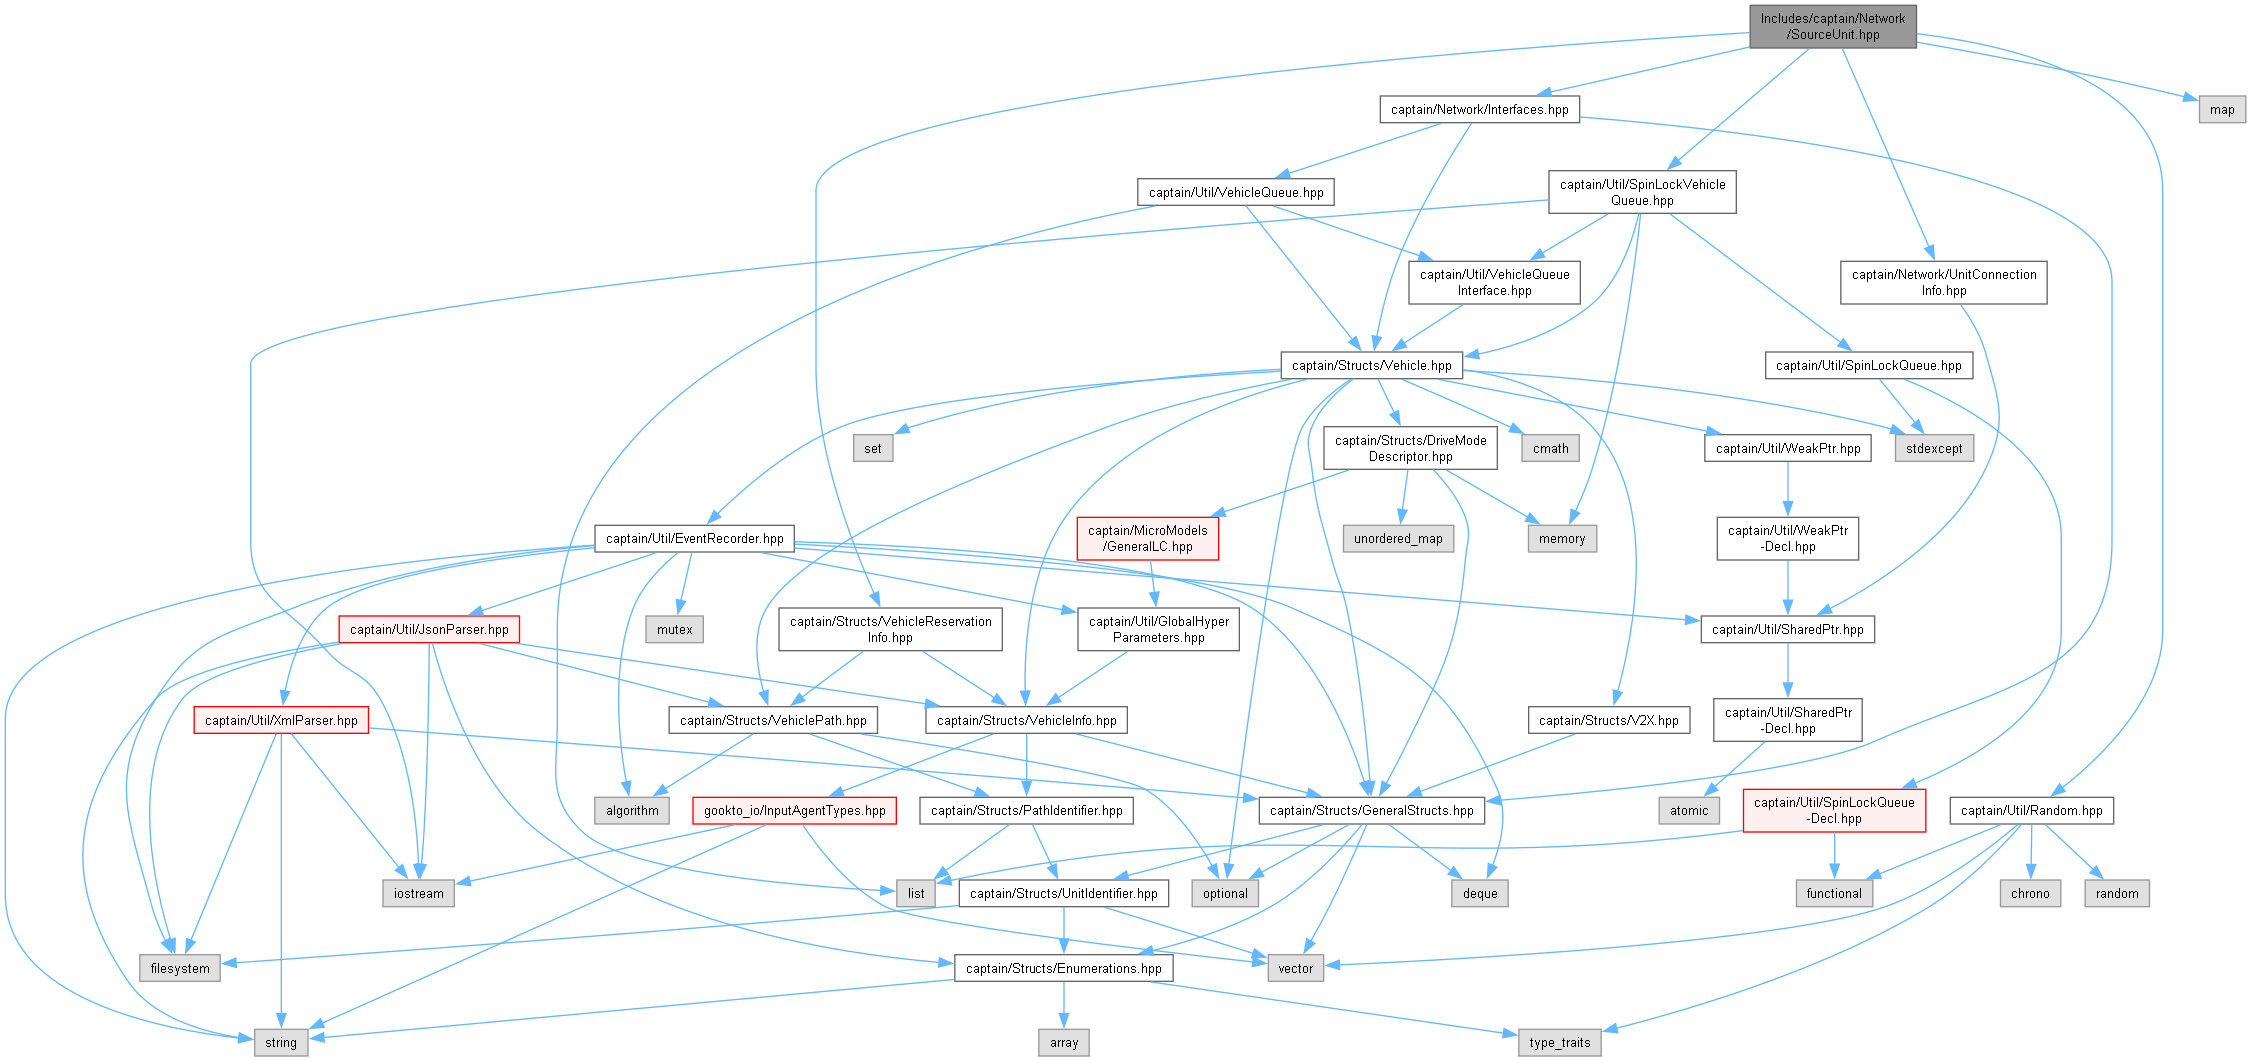 Includes/captain/Network
/SourceUnit.hpp
captain/Network/Interfaces.hpp
map
captain/Util/VehicleQueue.hpp
captain/Util/SpinLockVehicle
Queue.hpp
captain/Util/VehicleQueue
Interface.hpp
captain/Network/UnitConnection
Info.hpp
captain/Structs/Vehicle.hpp
captain/Util/SpinLockQueue.hpp
set
captain/Structs/DriveMode
Descriptor.hpp
cmath
captain/Util/WeakPtr.hpp
stdexcept
captain/Util/EventRecorder.hpp
captain/MicroModels
/GeneralLC.hpp
unordered_map
memory
captain/Util/WeakPtr
-Decl.hpp
captain/Util/JsonParser.hpp
mutex
captain/Structs/VehicleReservation
Info.hpp
captain/Util/GlobalHyper
Parameters.hpp
captain/Util/SharedPtr.hpp
captain/Util/XmlParser.hpp
captain/Structs/VehiclePath.hpp
captain/Structs/VehicleInfo.hpp
captain/Structs/V2X.hpp
captain/Util/SharedPtr
-Decl.hpp
algorithm
gookto_io/InputAgentTypes.hpp
captain/Structs/PathIdentifier.hpp
captain/Structs/GeneralStructs.hpp
atomic
captain/Util/SpinLockQueue
-Decl.hpp
captain/Util/Random.hpp
iostream
list
captain/Structs/UnitIdentifier.hpp
optional
deque
functional
chrono
random
filesystem
captain/Structs/Enumerations.hpp
vector
string
array
type_traits